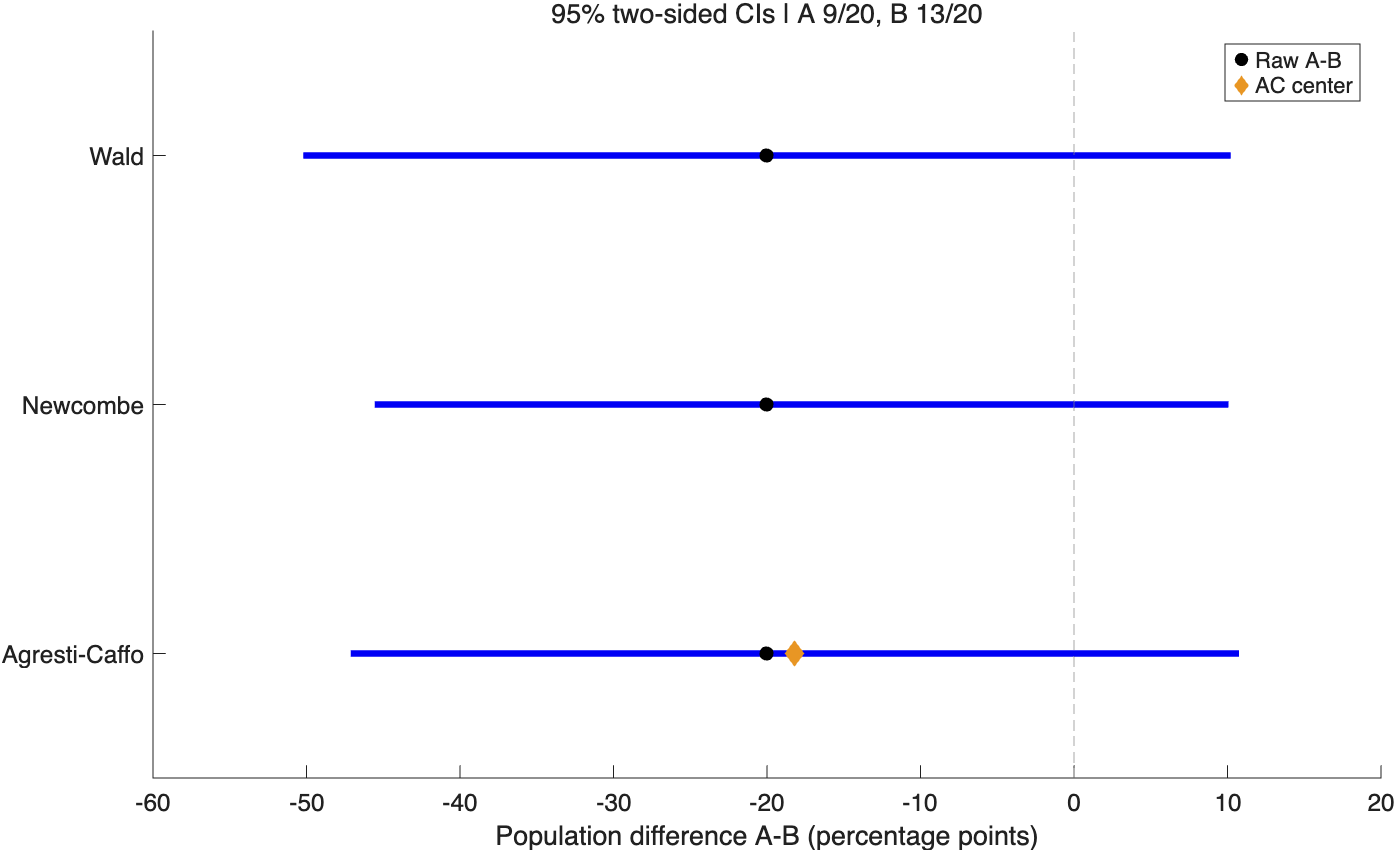 95% two-sided CIs | A 9/20, B 13/20
Raw A-B
AC center
Wald
Newcombe
Agresti-Caffo
-60 -50 -40 -30 -20 -10 0 10 20
Population difference A-B (percentage points)